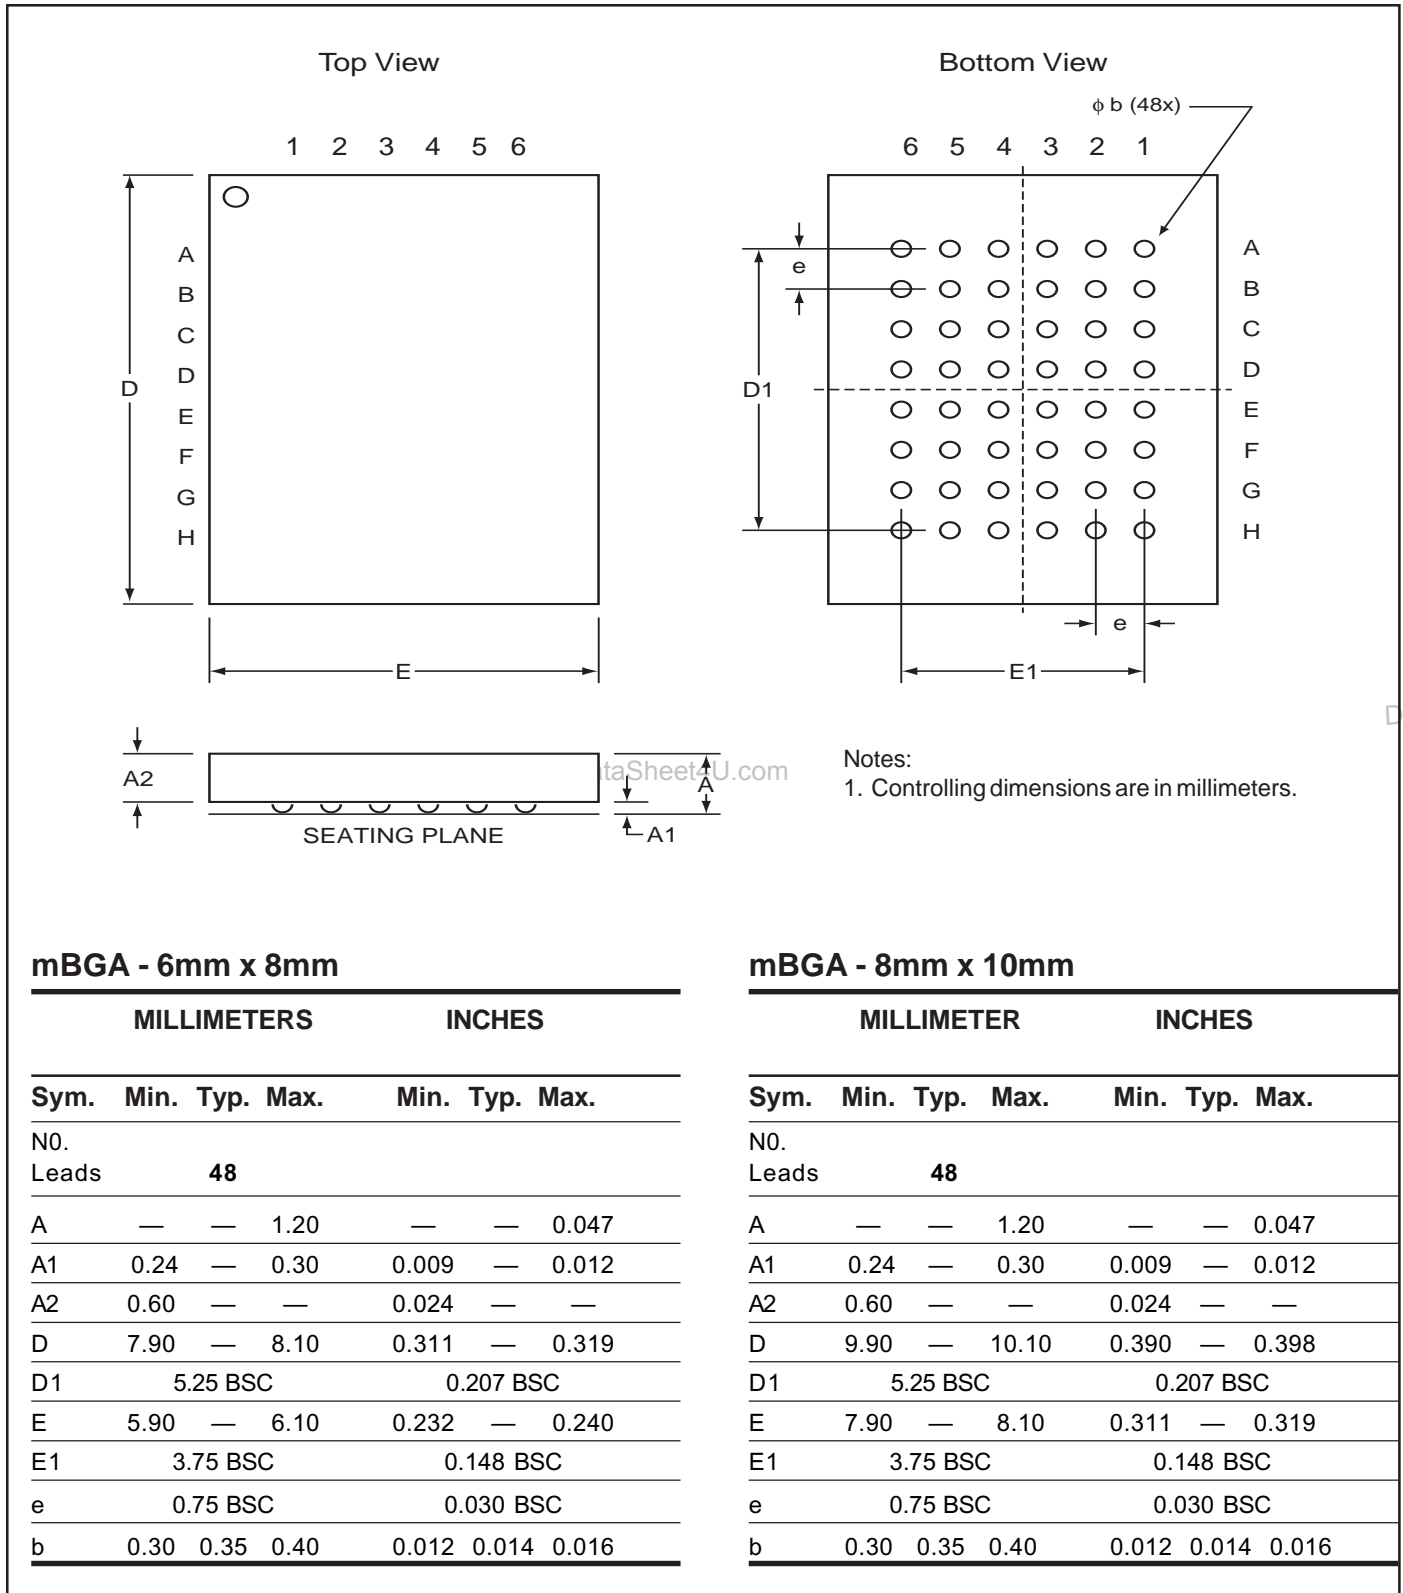 Top View
Bottom View
ϕ b (48x)
1 2 3 4 5 6
6 5 4 3 2 1
A
B
C
D
E
F
G
H
D
E
e
D1
A
B
C
D
E
F
G
H
e
E1
A2
A
A1
SEATING PLANE
taSheet4U.com
D
Notes:
1. Controlling dimensions are in millimeters.
mBGA - 6mm x 8mm
MILLIMETERS INCHES
Sym. Min. Typ. Max. Min. Typ. Max.
N0.
Leads 48
A — — 1.20 — — 0.047
A1 0.24 — 0.30 0.009 — 0.012
A2 0.60 — — 0.024 — —
D 7.90 — 8.10 0.311 — 0.319
D1 5.25 BSC 0.207 BSC
E 5.90 — 6.10 0.232 — 0.240
E1 3.75 BSC 0.148 BSC
e 0.75 BSC 0.030 BSC
b 0.30 0.35 0.40 0.012 0.014 0.016
mBGA - 8mm x 10mm
MILLIMETER INCHES
Sym. Min. Typ. Max. Min. Typ. Max.
N0.
Leads 48
A — — 1.20 — — 0.047
A1 0.24 — 0.30 0.009 — 0.012
A2 0.60 — — 0.024 — —
D 9.90 — 10.10 0.390 — 0.398
D1 5.25 BSC 0.207 BSC
E 7.90 — 8.10 0.311 — 0.319
E1 3.75 BSC 0.148 BSC
e 0.75 BSC 0.030 BSC
b 0.30 0.35 0.40 0.012 0.014 0.016